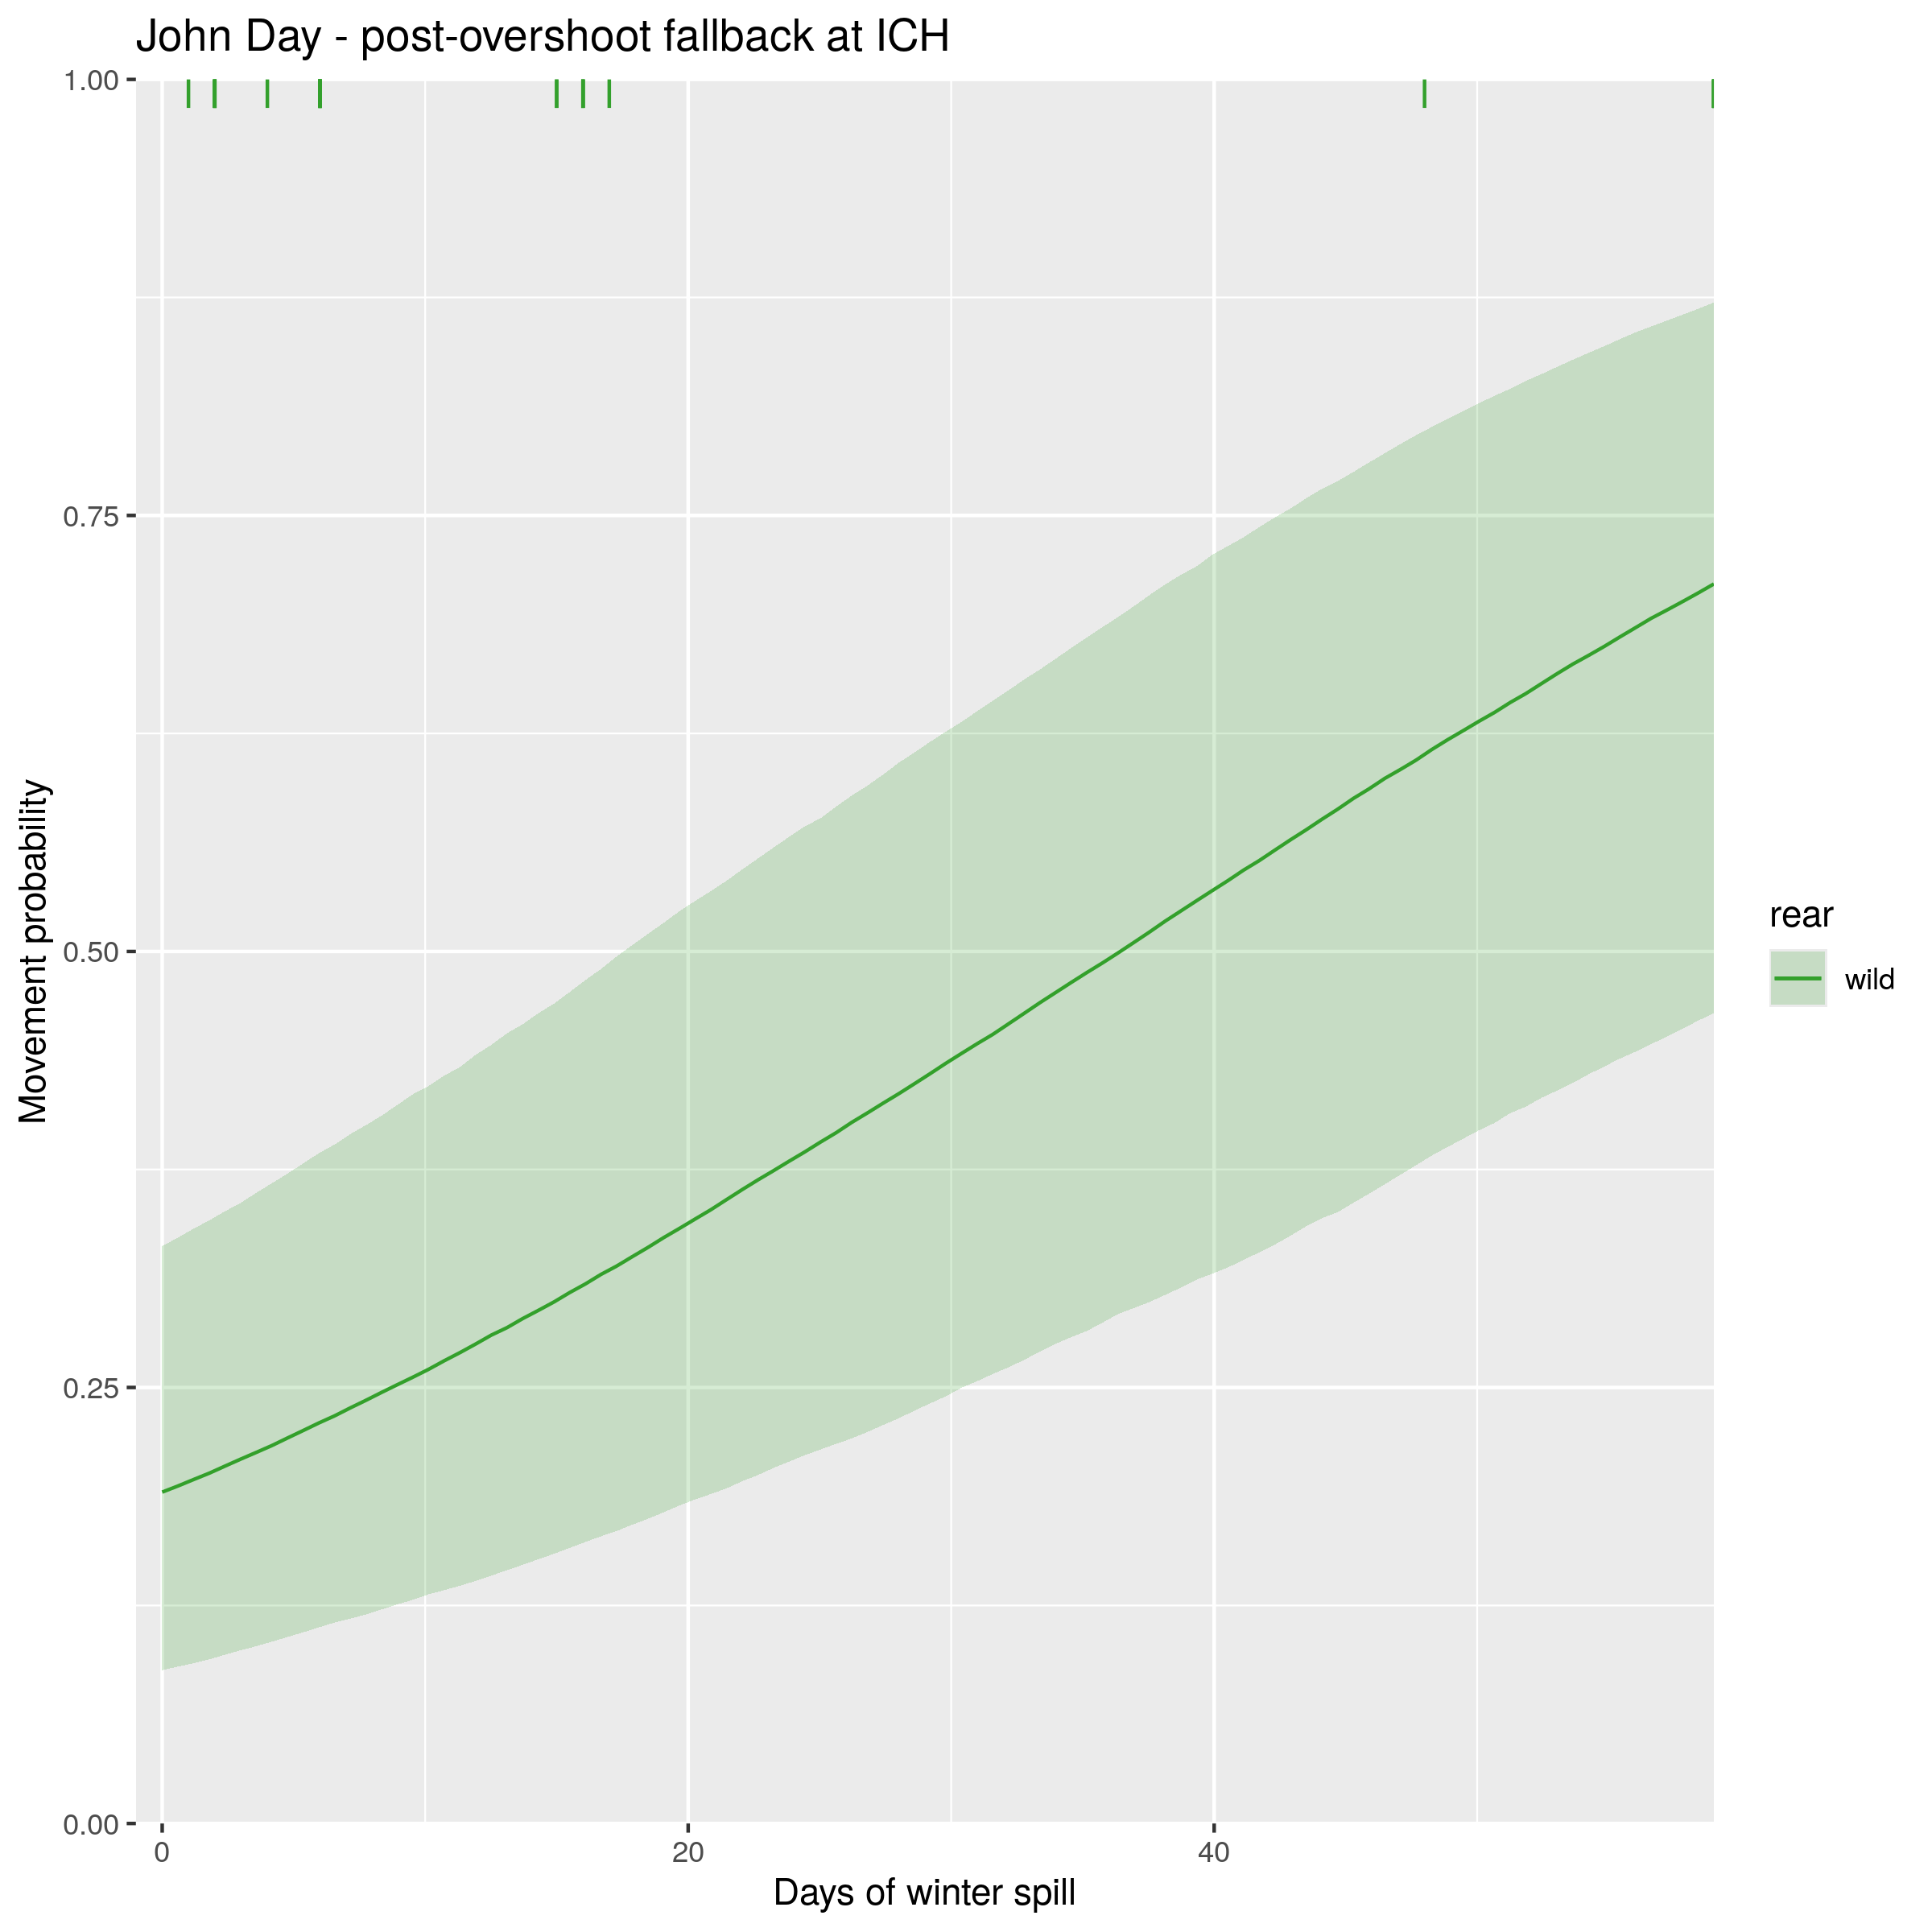 John Day - post-overshoot fallback at ICH
1.00
0.75
0.50
0.25
0.00
Movement probability
0
20
40
Days of winter spill
rear
wild